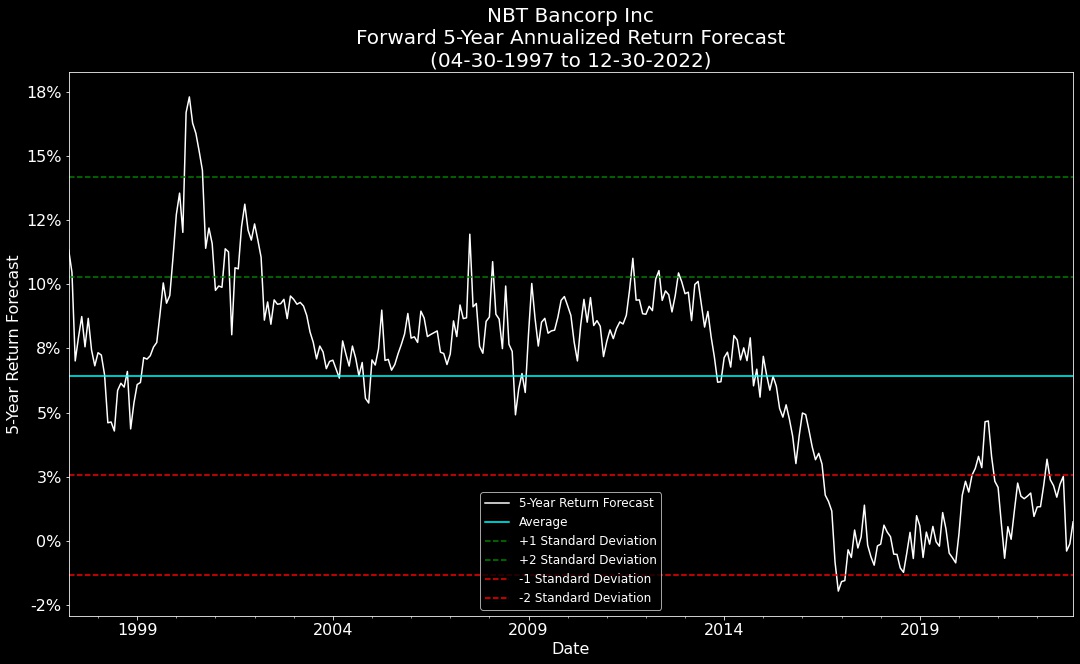 NBT Bancorp Inc
Forward 5-Year Annualized Return Forecast
(04-30-1997 to 12-30-2022)
5-Year Return Forecast
18%
15%
12%
10%
8%
5%
3%
0%
-2%
5-Year Return Forecast
Average
+1 Standard Deviation
+2 Standard Deviation
-1 Standard Deviation
-2 Standard Deviation
1999
2004
2009
2014
2019
Date